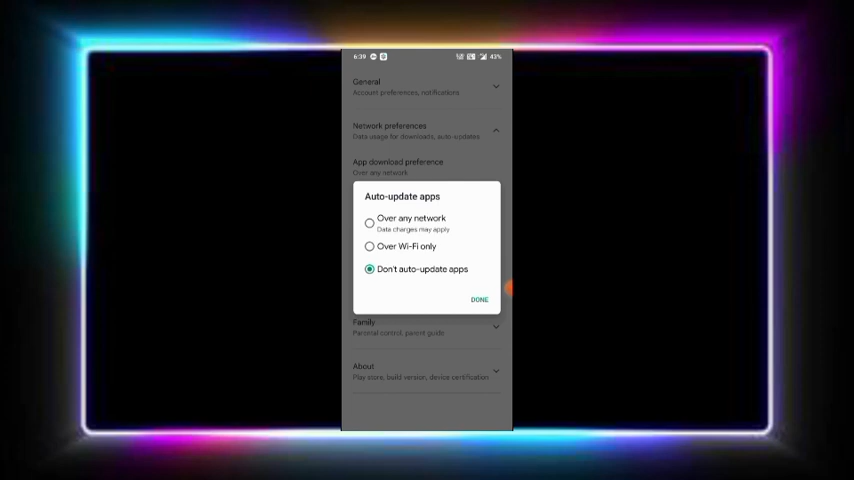 6:39
43%
General
Account preferences, notifications
Network preferences
Data usage for downloads, auto-updates
App download preference
Over any network
Auto-update apps
Over any network
Data charges may apply
Over Wi-Fi only
Don't auto-update apps
DONE
Family
Parental control, parent guide
About
Play store, build version, device certification